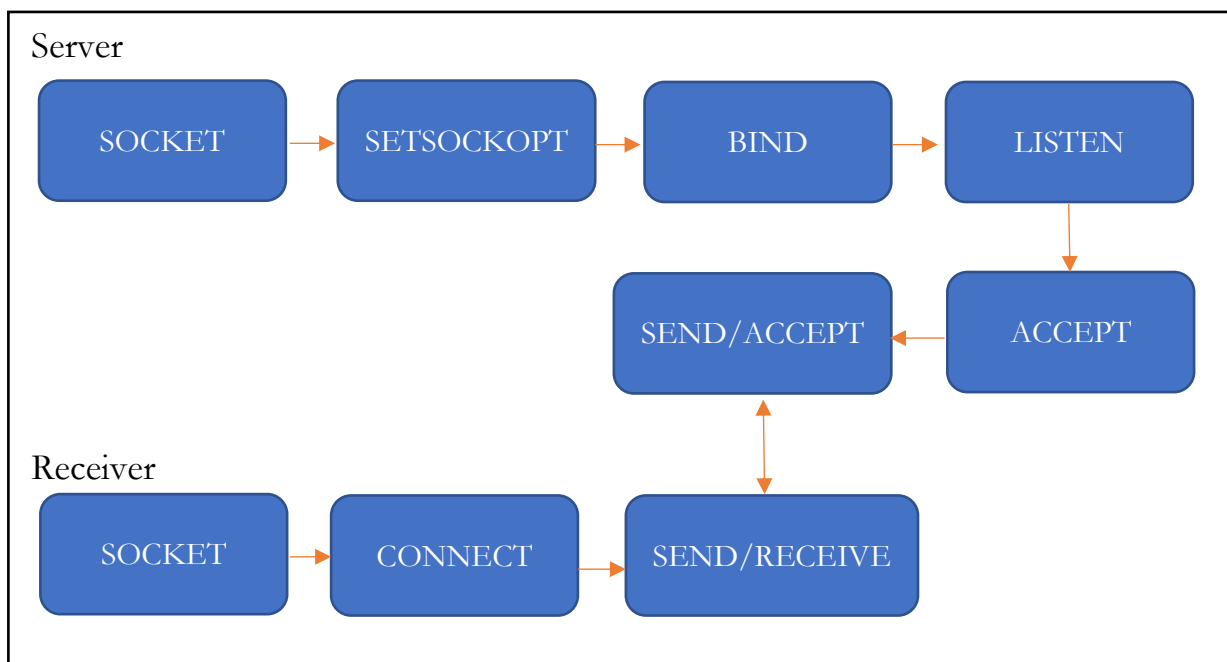 Server
SOCKET
SETSOCKOPT
BIND
LISTEN
SEND/ACCEPT
ACCEPT
Receiver
SOCKET
CONNECT
SEND/RECEIVE